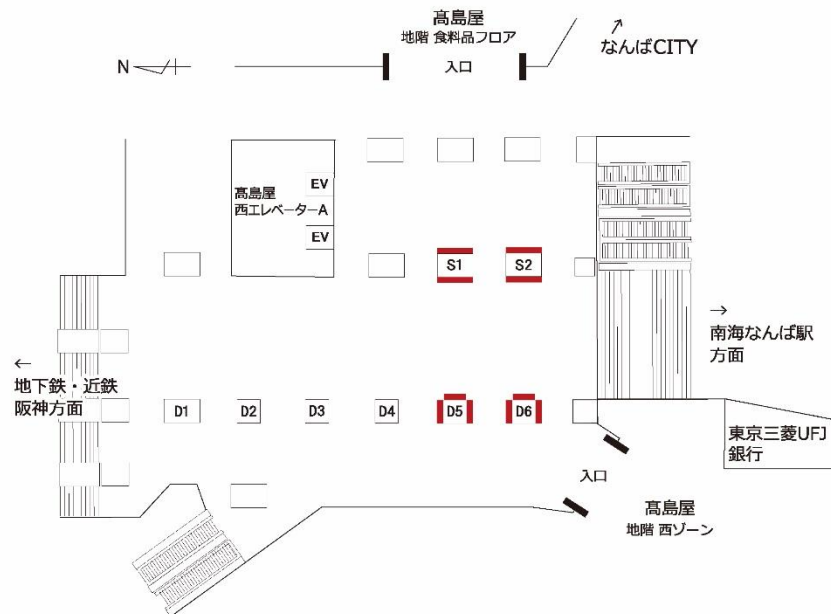 髙島屋
地階 食料品フロア
入口
↗
なんばCITY
N
髙島屋
西エレベーターA
EV
EV
S1
S2
→
南海なんば駅
方面
←
地下鉄・近鉄
阪神方面
D1
D2
D3
D4
D5
D6
東京三菱UFJ
銀行
入口
髙島屋
地階 西ゾーン